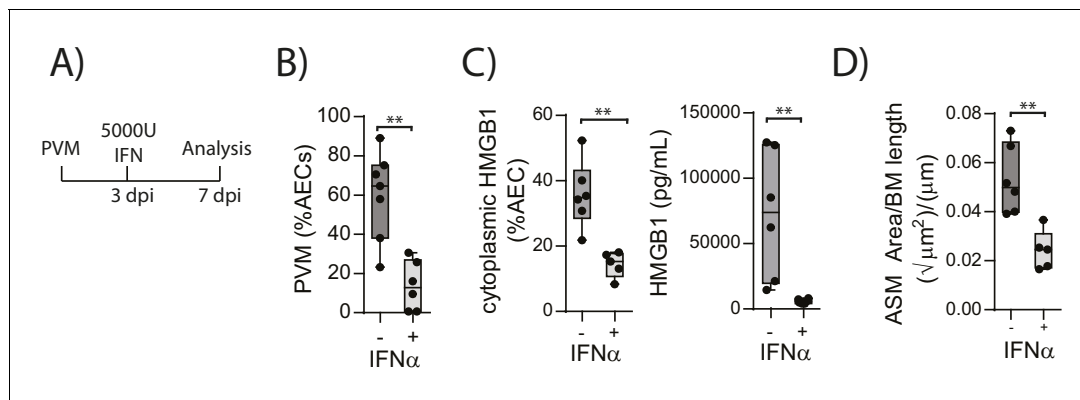 A)
PVM
5000U
IFN
Analysis
3 dpi
7 dpi
B)
PVM (%AECs)
100
80
60
40
20
0
**
- +
IFNα
C)
cytoplasmic HMGB1
(%AEC)
60
40
20
0
**
- +
IFNα
HMGB1 (pg/mL)
150000
100000
50000
0
**
- +
IFNα
D)
ASM Area/BM length
(√μm²)/(μm)
0.08
0.06
0.04
0.02
0.00
**
- +
IFNα